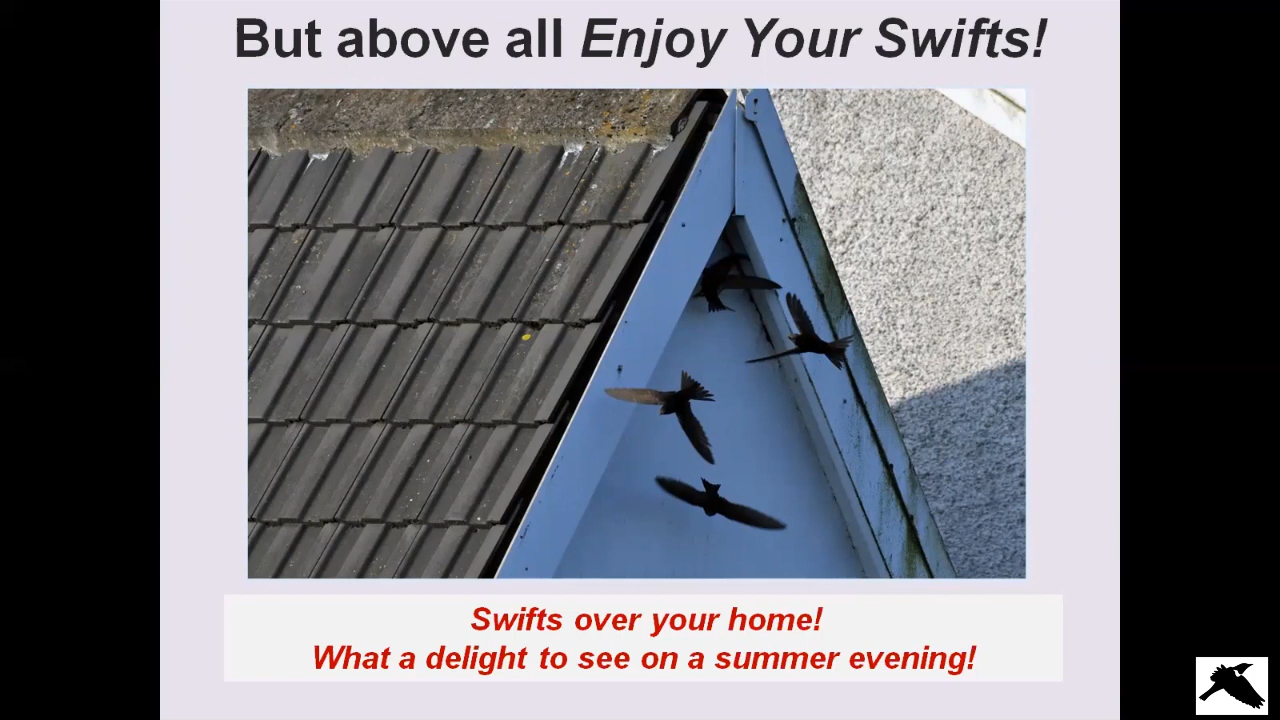 But above all Enjoy Your Swifts!
Swifts over your home!
What a delight to see on a summer evening!